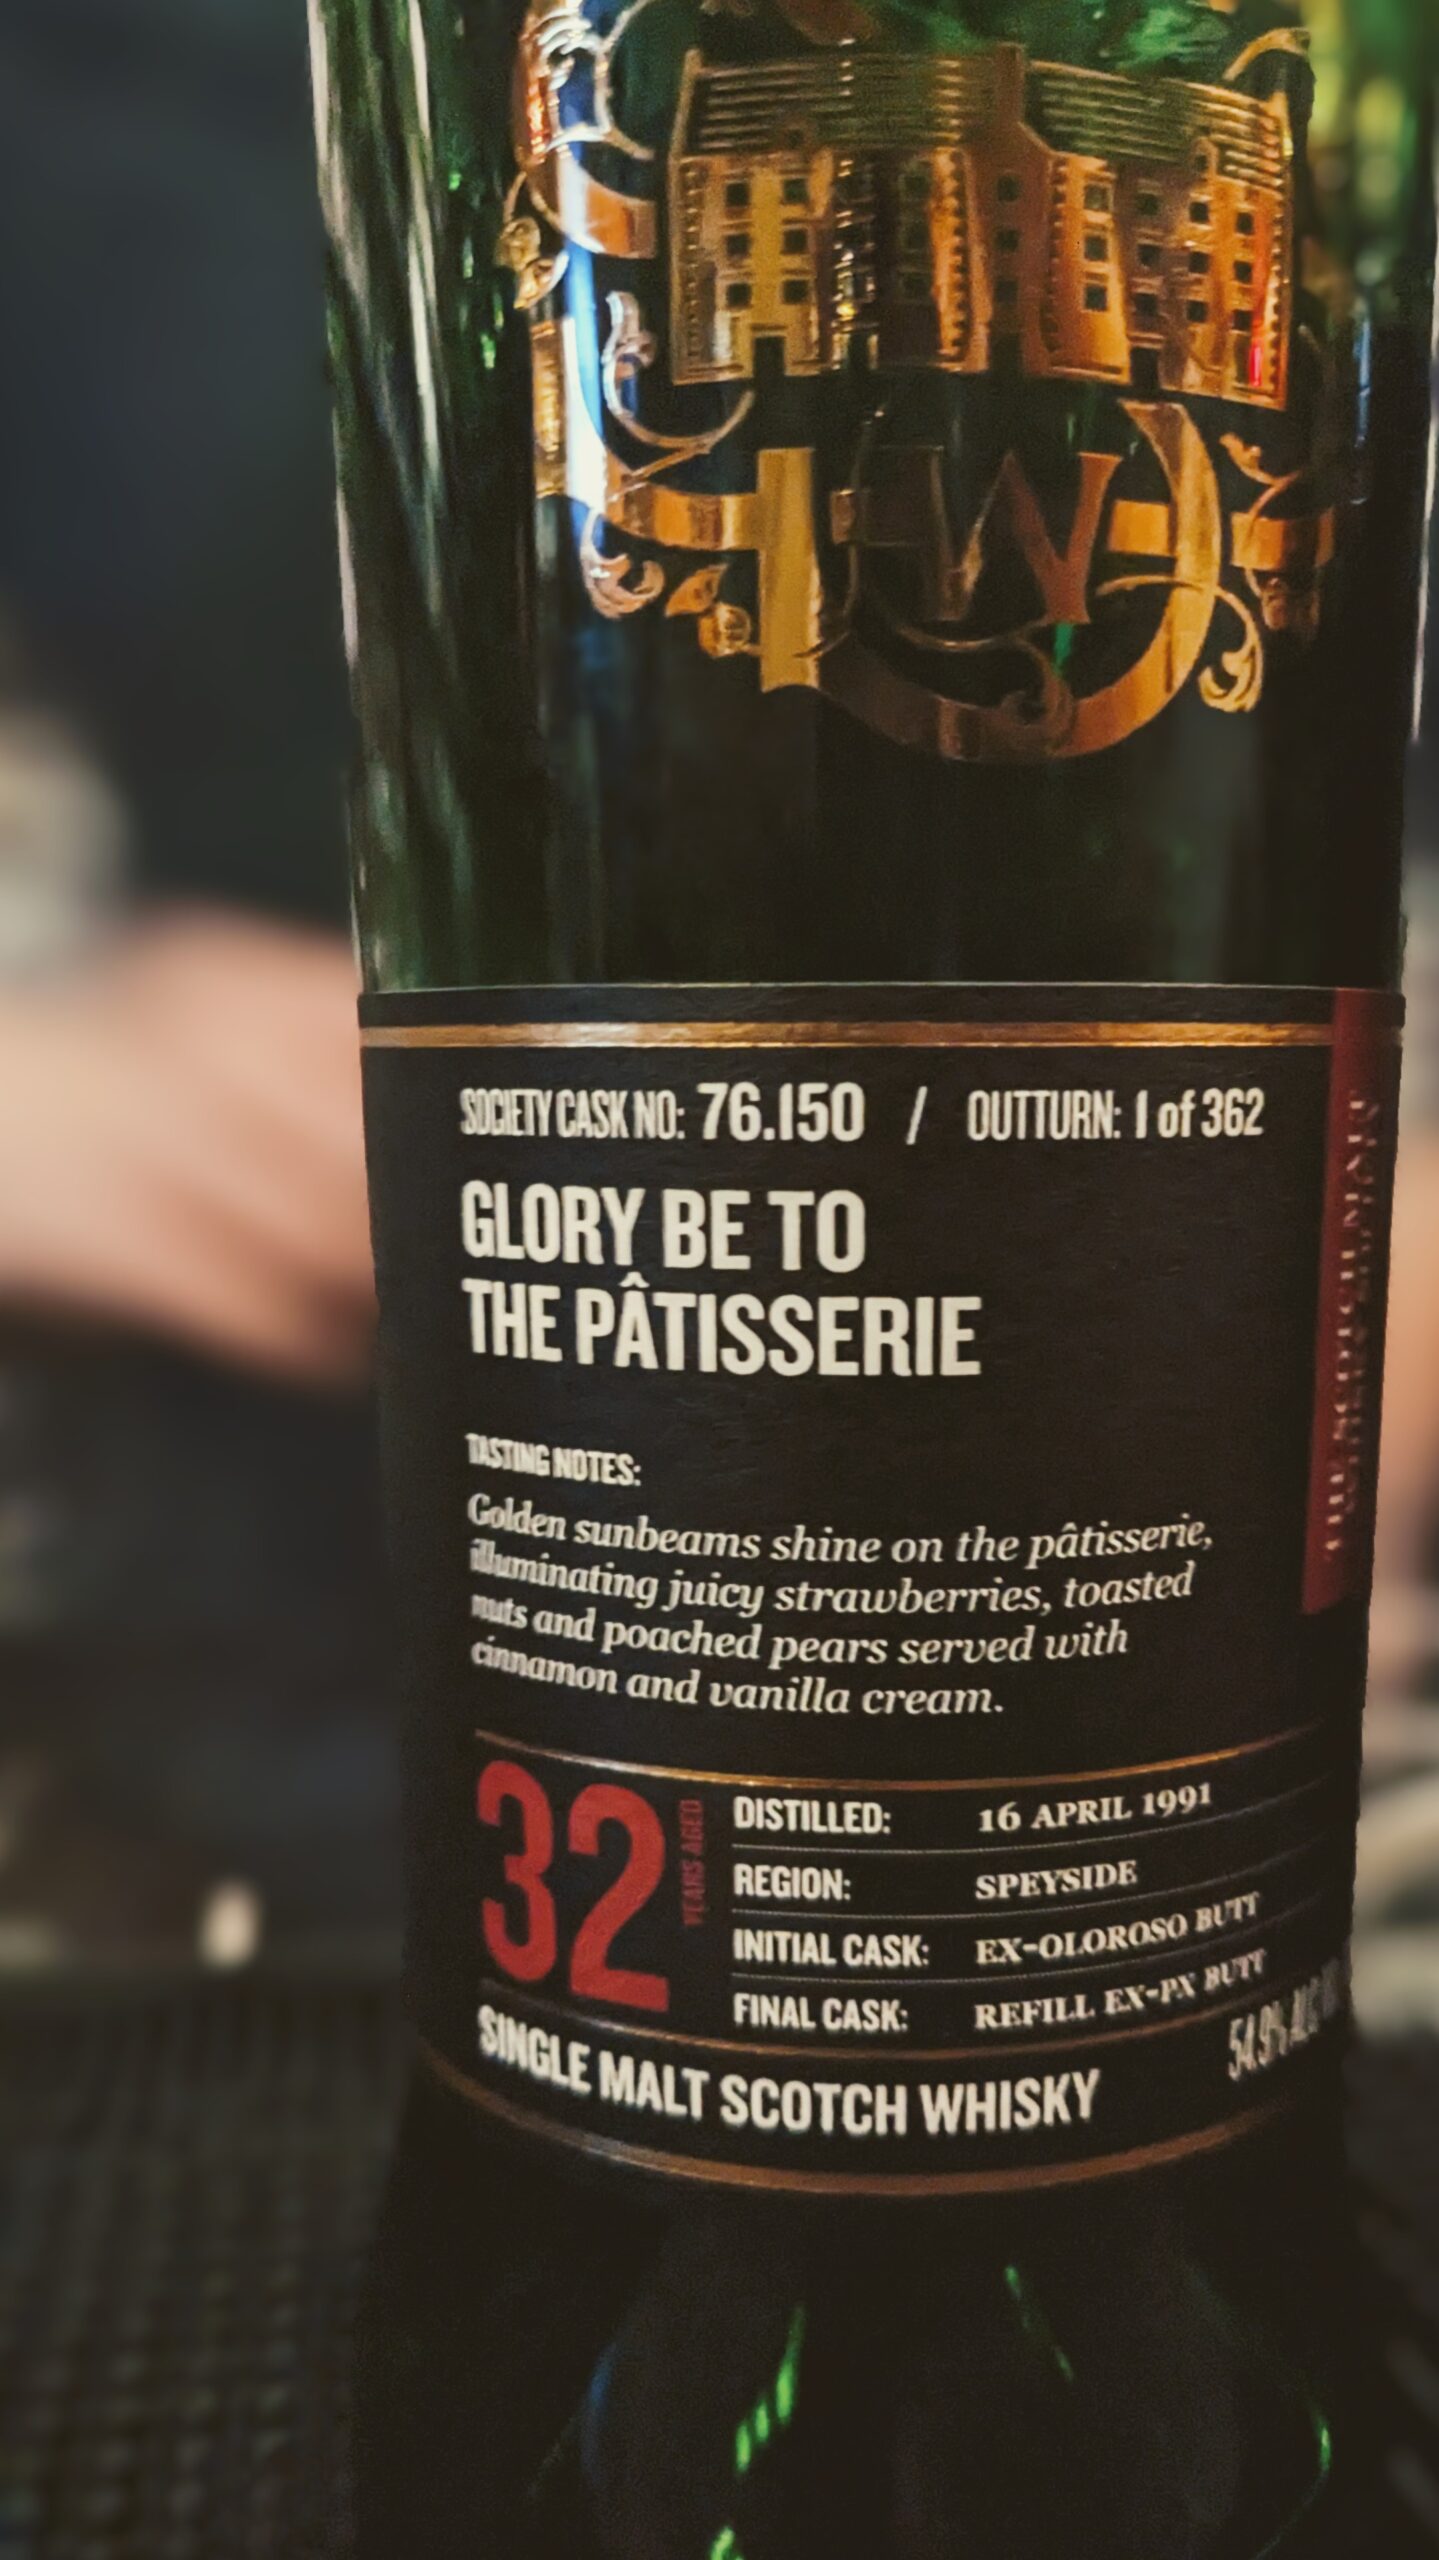 SOCIETY CASK NO: 76.150 / OUTTURN: 1 of 362
GLORY BE TO
THE PÂTISSERIE
TASTING NOTES:
Golden sunbeams shine on the pâtisserie,
illuminating juicy strawberries, toasted
nuts and poached pears served with
cinnamon and vanilla cream.
32 YEARS AGED
DISTILLED: 16 APRIL 1991
REGION: SPEYSIDE
INITIAL CASK: EX-OLOROSO BUTT
FINAL CASK: REFILL EX-PX BUTT
SINGLE MALT SCOTCH WHISKY 54.9%